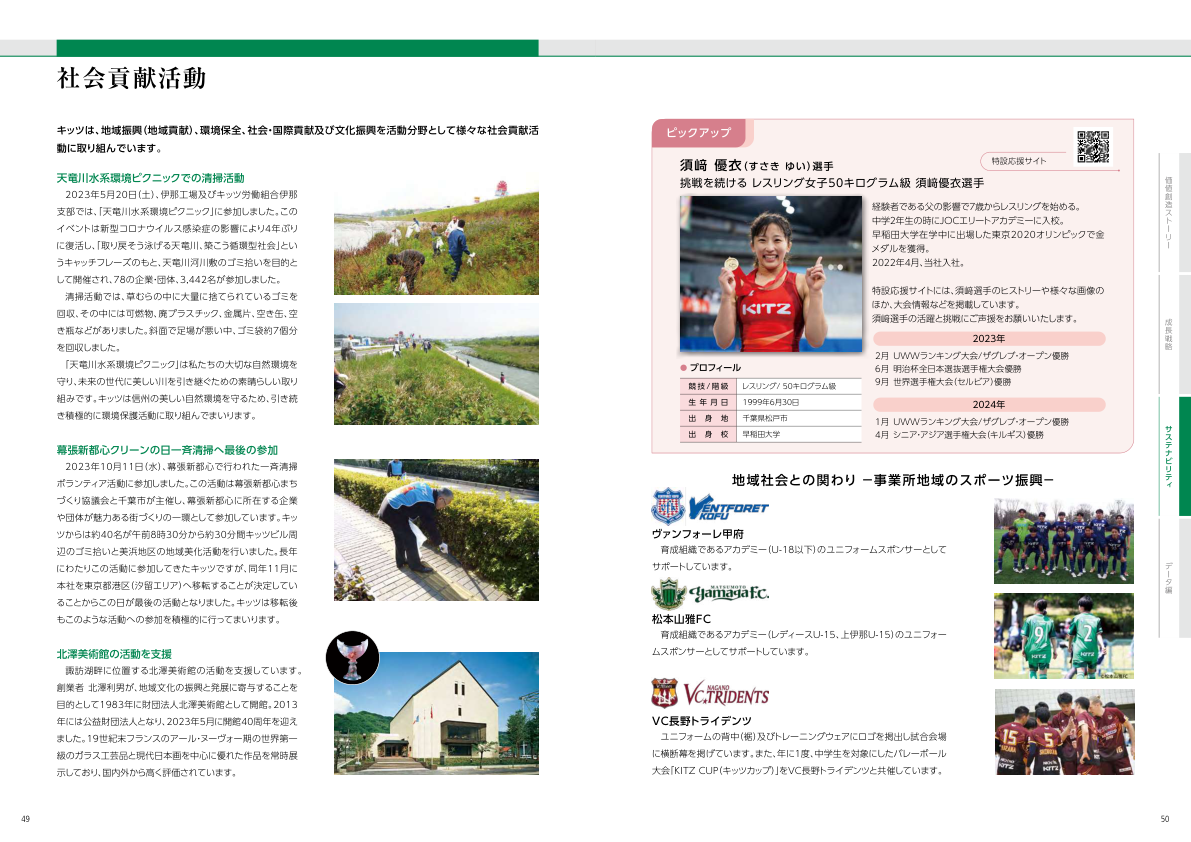 社会貢献活動
キッツは、地域振興（地域貢献）、環境保全、社会・国際貢献及び文化振興を活動分野として様々な社会貢献活
動に取り組んでいます。
天竜川水系環境ピクニックでの清掃活動
2023年5月20日（土）、伊那工場及びキッツ労働組合伊那
支部では、「天竜川水系環境ピクニック」に参加しました。この
イベントは新型コロナウイルス感染症の影響により4年ぶり
に復活し、「取り戻そう泳げる天竜川、築こう循環型社会」とい
うキャッチフレーズのもと、天竜川河川敷のゴミ拾いを目的と
して開催され、78の企業・団体、3,442名が参加しました。
清掃活動では、草むらの中に大量に捨てられているゴミを
回収、その中には可燃物、廃プラスチック、金属片、空き缶、空
き瓶などがありました。斜面で足場が悪い中、ゴミ袋約7個分
を回収しました。
「天竜川水系環境ピクニック」は私たちの大切な自然環境を
守り、未来の世代に美しい川を引き継ぐための素晴らしい取り
組みです。キッツは信州の美しい自然環境を守るため、引き続
き積極的に環境保護活動に取り組んでまいります。
幕張新都心クリーンの日一斉清掃へ最後の参加
2023年10月11日（水）、幕張新都心で行われた一斉清掃
ボランティア活動に参加しました。この活動は幕張新都心まち
づくり協議会と千葉市が主催し、幕張新都心に所在する企業
や団体が魅力ある街づくりの一環として参加しています。キッ
ツからは約40名が午前8時30分から約30分間キッツビル周
辺のゴミ拾いと美浜地区の地域美化活動を行いました。長年
にわたりこの活動に参加してきたキッツですが、同年11月に
本社を東京都港区（汐留エリア）へ移転することが決定してい
ることからこの日が最後の活動となりました。キッツは移転後
もこのような活動への参加を積極的に行ってまいります。
北澤美術館の活動を支援
諏訪湖畔に位置する北澤美術館の活動を支援しています。
創業者 北澤利男が、地域文化の振興と発展に寄与することを
目的として1983年に財団法人北澤美術館として開館。2013
年には公益財団法人となり、2023年5月に開館40周年を迎え
ました。19世紀末フランスのアール・ヌーヴォー期の世界第一
級のガラス工芸品と現代日本画を中心に優れた作品を常時展
示しており、国内外から高く評価されています。
49
ピックアップ
須﨑 優衣（すさき ゆい）選手
挑戦を続ける レスリング女子50キログラム級 須﨑優衣選手
特設応援サイト
KITZ
経験者である父の影響で7歳からレスリングを始める。
中学2年生の時にJOCエリートアカデミーに入校。
早稲田大学在学中に出場した東京2020オリンピックで金
メダルを獲得。
2022年4月、当社入社。
特設応援サイトには、須﨑選手のヒストリーや様々な画像の
ほか、大会情報などを掲載しています。
須﨑選手の活躍と挑戦にご声援をお願いいたします。
2023年
2月 UWWランキング大会/ザグレブ・オープン優勝
6月 明治杯全日本選抜選手権大会優勝
9月 世界選手権大会（セルビア）優勝
2024年
1月 UWWランキング大会/ザグレブ・オープン優勝
4月 シニア・アジア選手権大会（キルギス）優勝
● プロフィール
競技/階級 レスリング/ 50キログラム級
生年月日 1999年6月30日
出身地 千葉県松戸市
出身校 早稲田大学
地域社会との関わり －事業所地域のスポーツ振興－
VENTFORET
KOFU
ヴァンフォーレ甲府
育成組織であるアカデミー（U-18以下）のユニフォームスポンサーとして
サポートしています。
MATSUMOTO
Yamaga F.C.
松本山雅FC
育成組織であるアカデミー（レディースU-15、上伊那U-15）のユニフォー
ムスポンサーとしてサポートしています。
9
2
KITZ
KITZ
©松本山雅FC
NAGANO
VC TRIDENTS
VC長野トライデンツ
ユニフォームの背中（裾）及びトレーニングウェアにロゴを掲出し試合会場
に横断幕を掲げています。また、年に1度、中学生を対象にしたバレーボール
大会「KITZ CUP（キッツカップ）」をVC長野トライデンツと共催しています。
15
5
KITZ
KITZ
KITZ
価値創造ストーリー
成長戦略
サステナビリティ
データ編
50